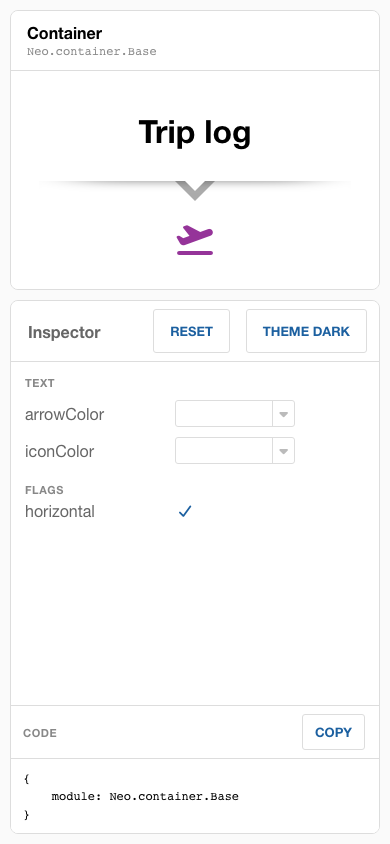 Container
Neo.container.Base
Trip log
Inspector
RESET
THEME DARK
TEXT
arrowColor
iconColor
FLAGS
horizontal
CODE
COPY
{
    module: Neo.container.Base
}